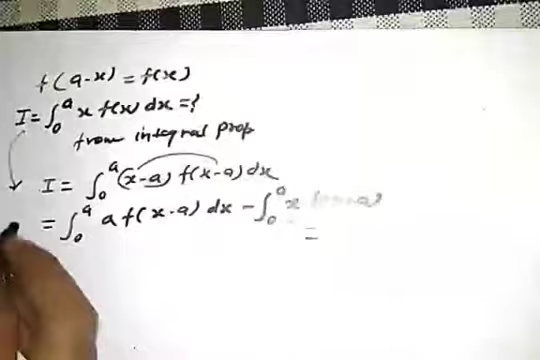 f(a-x) = f(x)
I = ∫₀ᵃ x f(x) dx = ?
from integral prop
I = ∫₀ᵃ (x-a) f(x-a) dx
= ∫₀ᵃ a f(x-a) dx - ∫₀ᵃ x
=